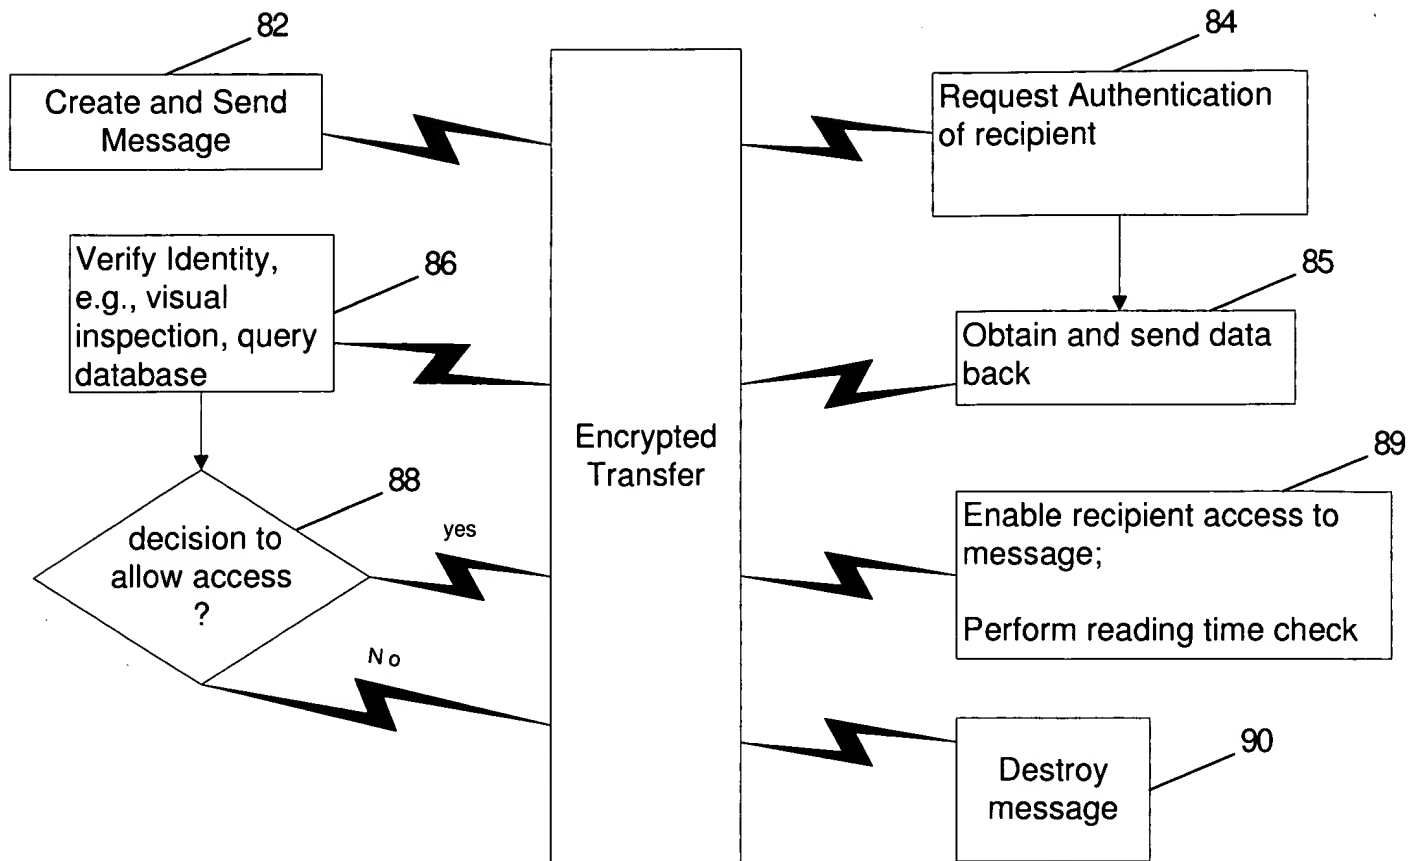 82
Create and Send
Message
84
Request Authentication
of recipient
86
Verify Identity,
e.g., visual
inspection, query
database
85
Obtain and send data
back
Encrypted
Transfer
88
decision to
allow access
?
yes
No
89
Enable recipient access to
message;
Perform reading time check
90
Destroy
message